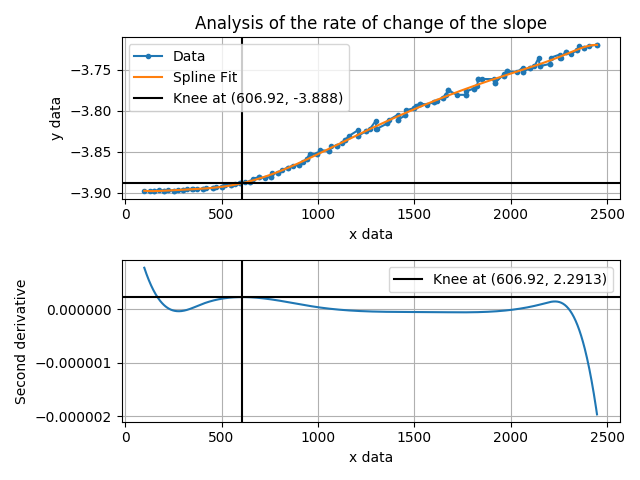 Analysis of the rate of change of the slope
Data
Spline Fit
Knee at (606.92, -3.888)
y data
−3.75
−3.80
−3.85
−3.90
0 500 1000 1500 2000 2500
x data
Knee at (606.92, 2.2913)
Second derivative
0.000000
−0.000001
−0.000002
0 500 1000 1500 2000 2500
x data